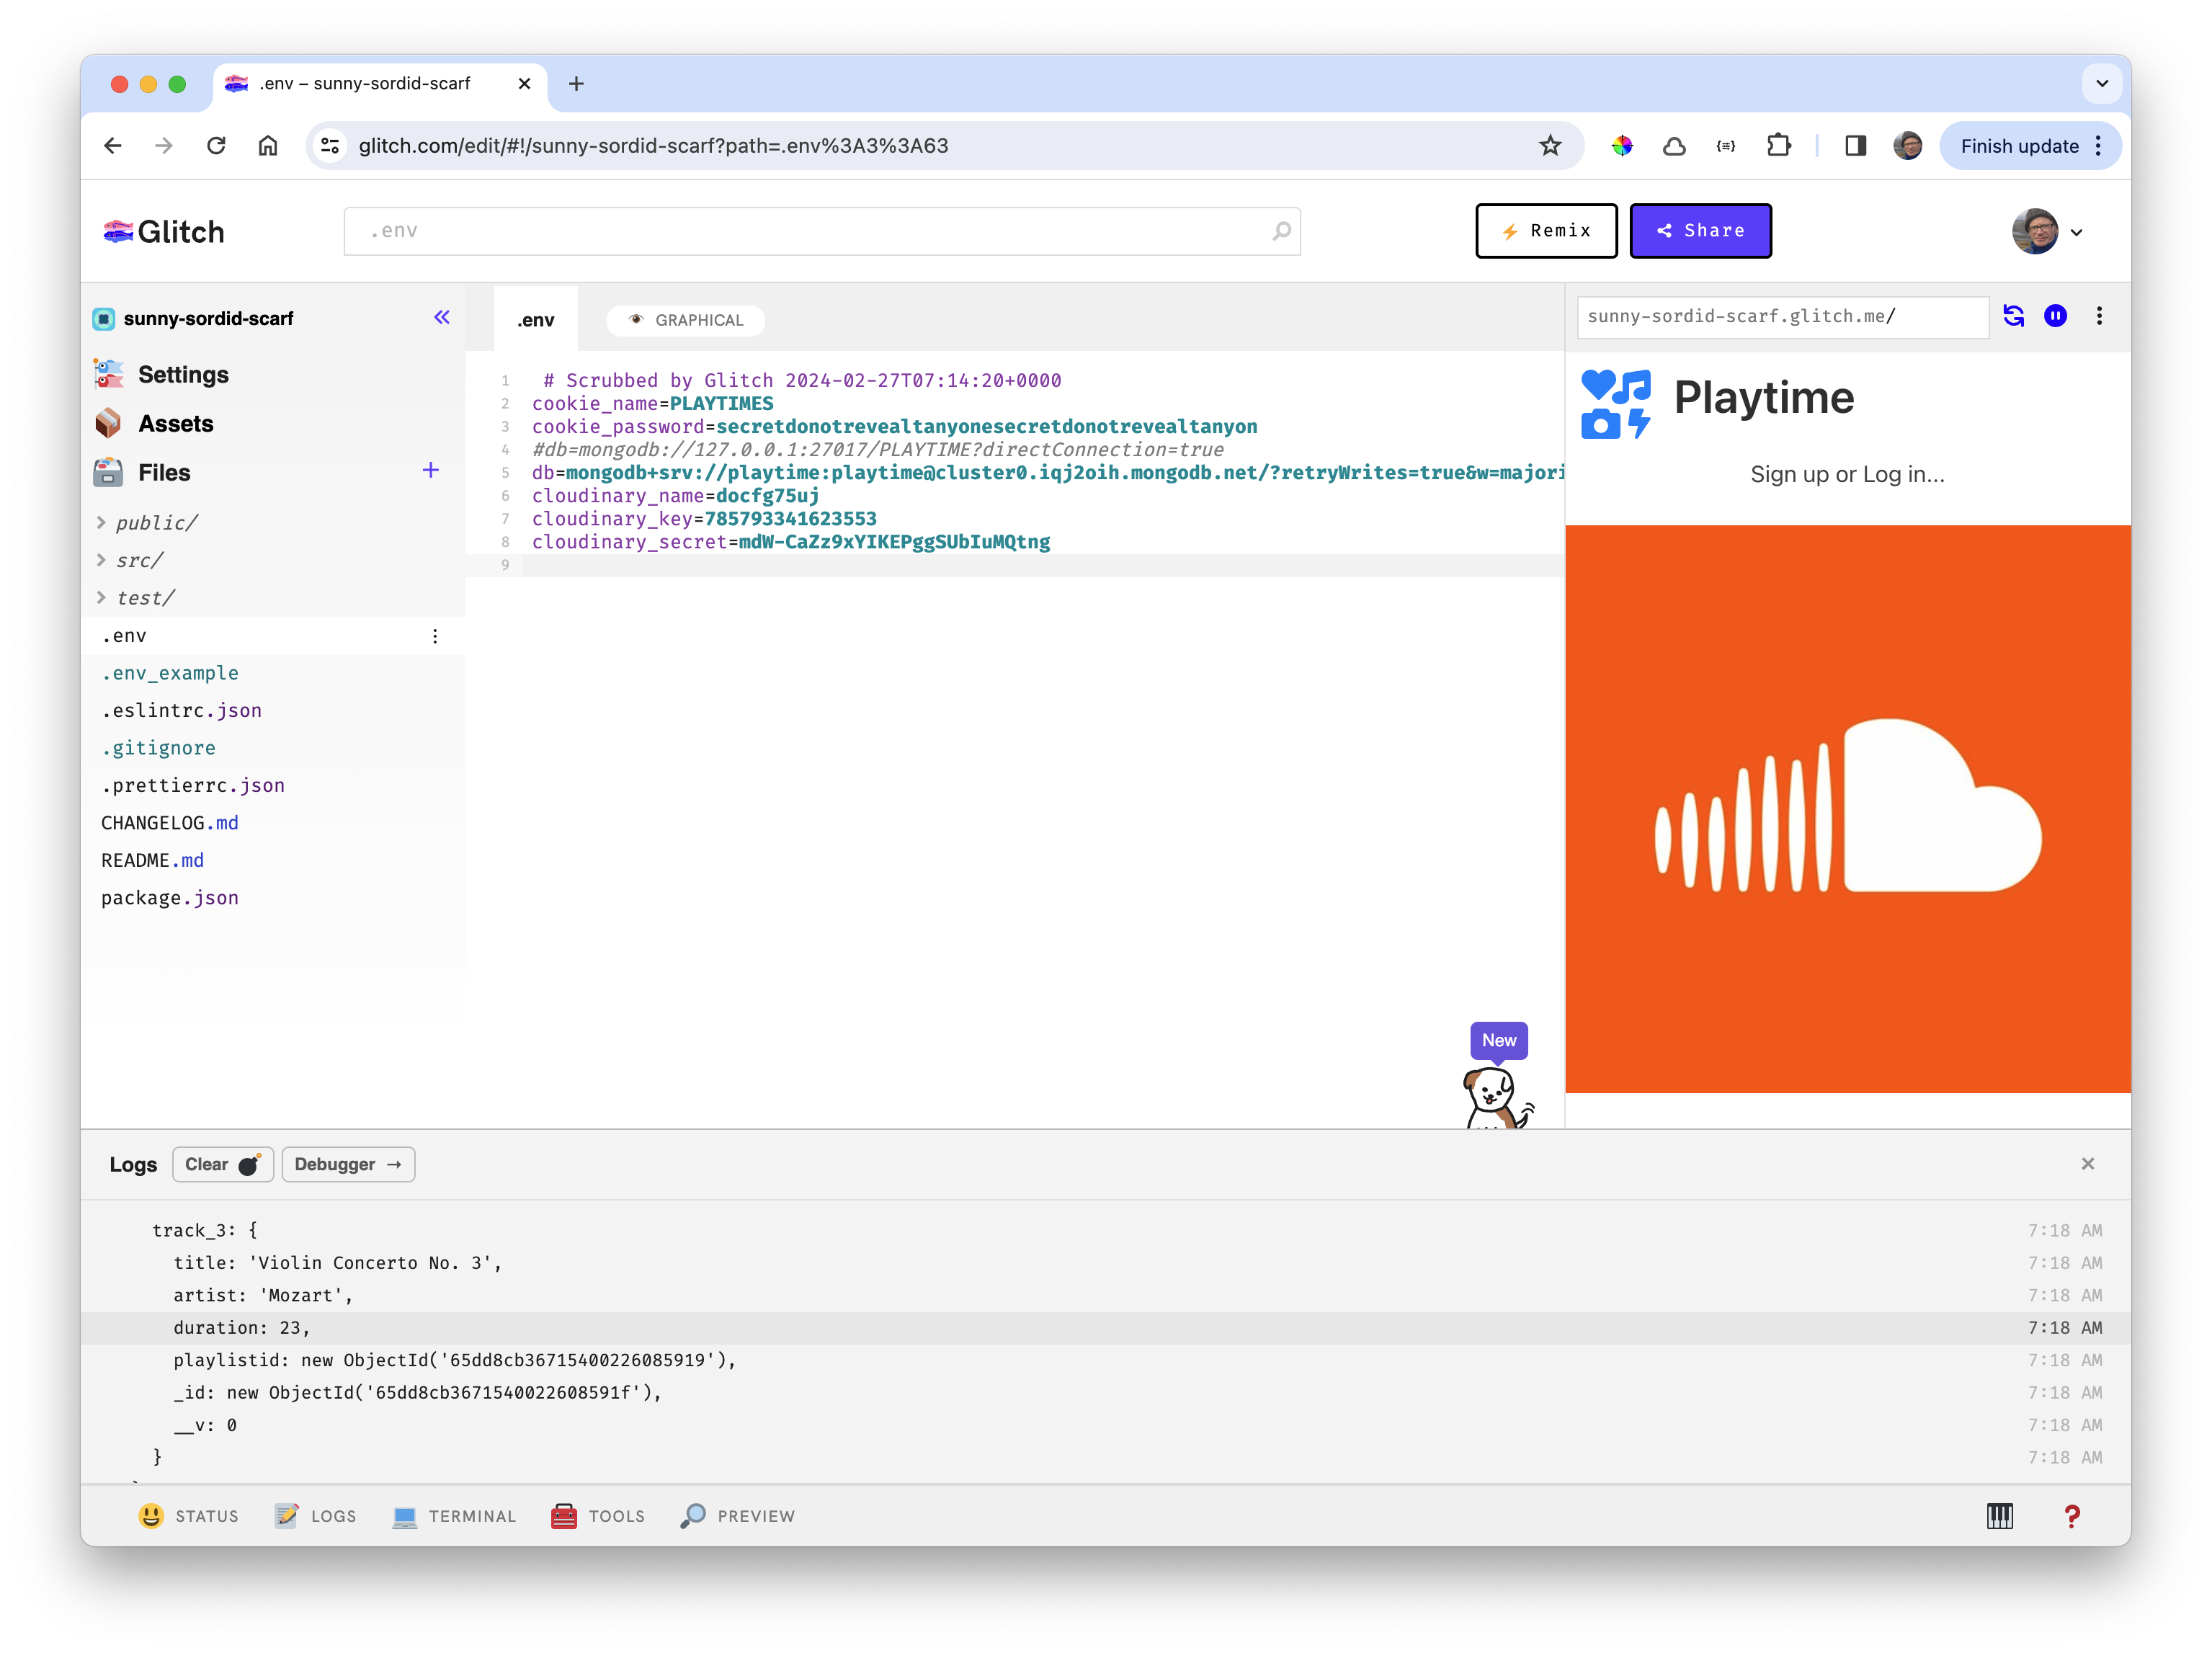 .env – sunny-sordid-scarf
glitch.com/edit/#!/sunny-sordid-scarf?path=.env%3A3%3A63
Finish update
Glitch
.env
Remix
Share
sunny-sordid-scarf
Settings
Assets
Files
public/
src/
test/
.env
.env_example
.eslintrc.json
.gitignore
.prettierrc.json
CHANGELOG.md
README.md
package.json
.env
GRAPHICAL
1 # Scrubbed by Glitch 2024-02-27T07:14:20+0000
2 cookie_name=PLAYTIMES
3 cookie_password=secretdonotrevealtanyonesecretdonotrevealtanyon
4 #db=mongodb://127.0.0.1:27017/PLAYTIME?directConnection=true
5 db=mongodb+srv://playtime:playtime@cluster0.iqj2oih.mongodb.net/?retryWrites=true&w=majori
6 cloudinary_name=docfg75uj
7 cloudinary_key=785793341623553
8 cloudinary_secret=mdW-CaZz9xYIKEPggSUbIuMQtng
9
New
sunny-sordid-scarf.glitch.me/
Playtime
Sign up or Log in...
Logs
Clear
Debugger →
track_3: { 7:18 AM
title: 'Violin Concerto No. 3', 7:18 AM
artist: 'Mozart', 7:18 AM
duration: 23, 7:18 AM
playlistid: new ObjectId('65dd8cb36715400226085919'), 7:18 AM
_id: new ObjectId('65dd8cb3671540022608591f'), 7:18 AM
__v: 0 7:18 AM
} 7:18 AM
STATUS
LOGS
TERMINAL
TOOLS
PREVIEW
?